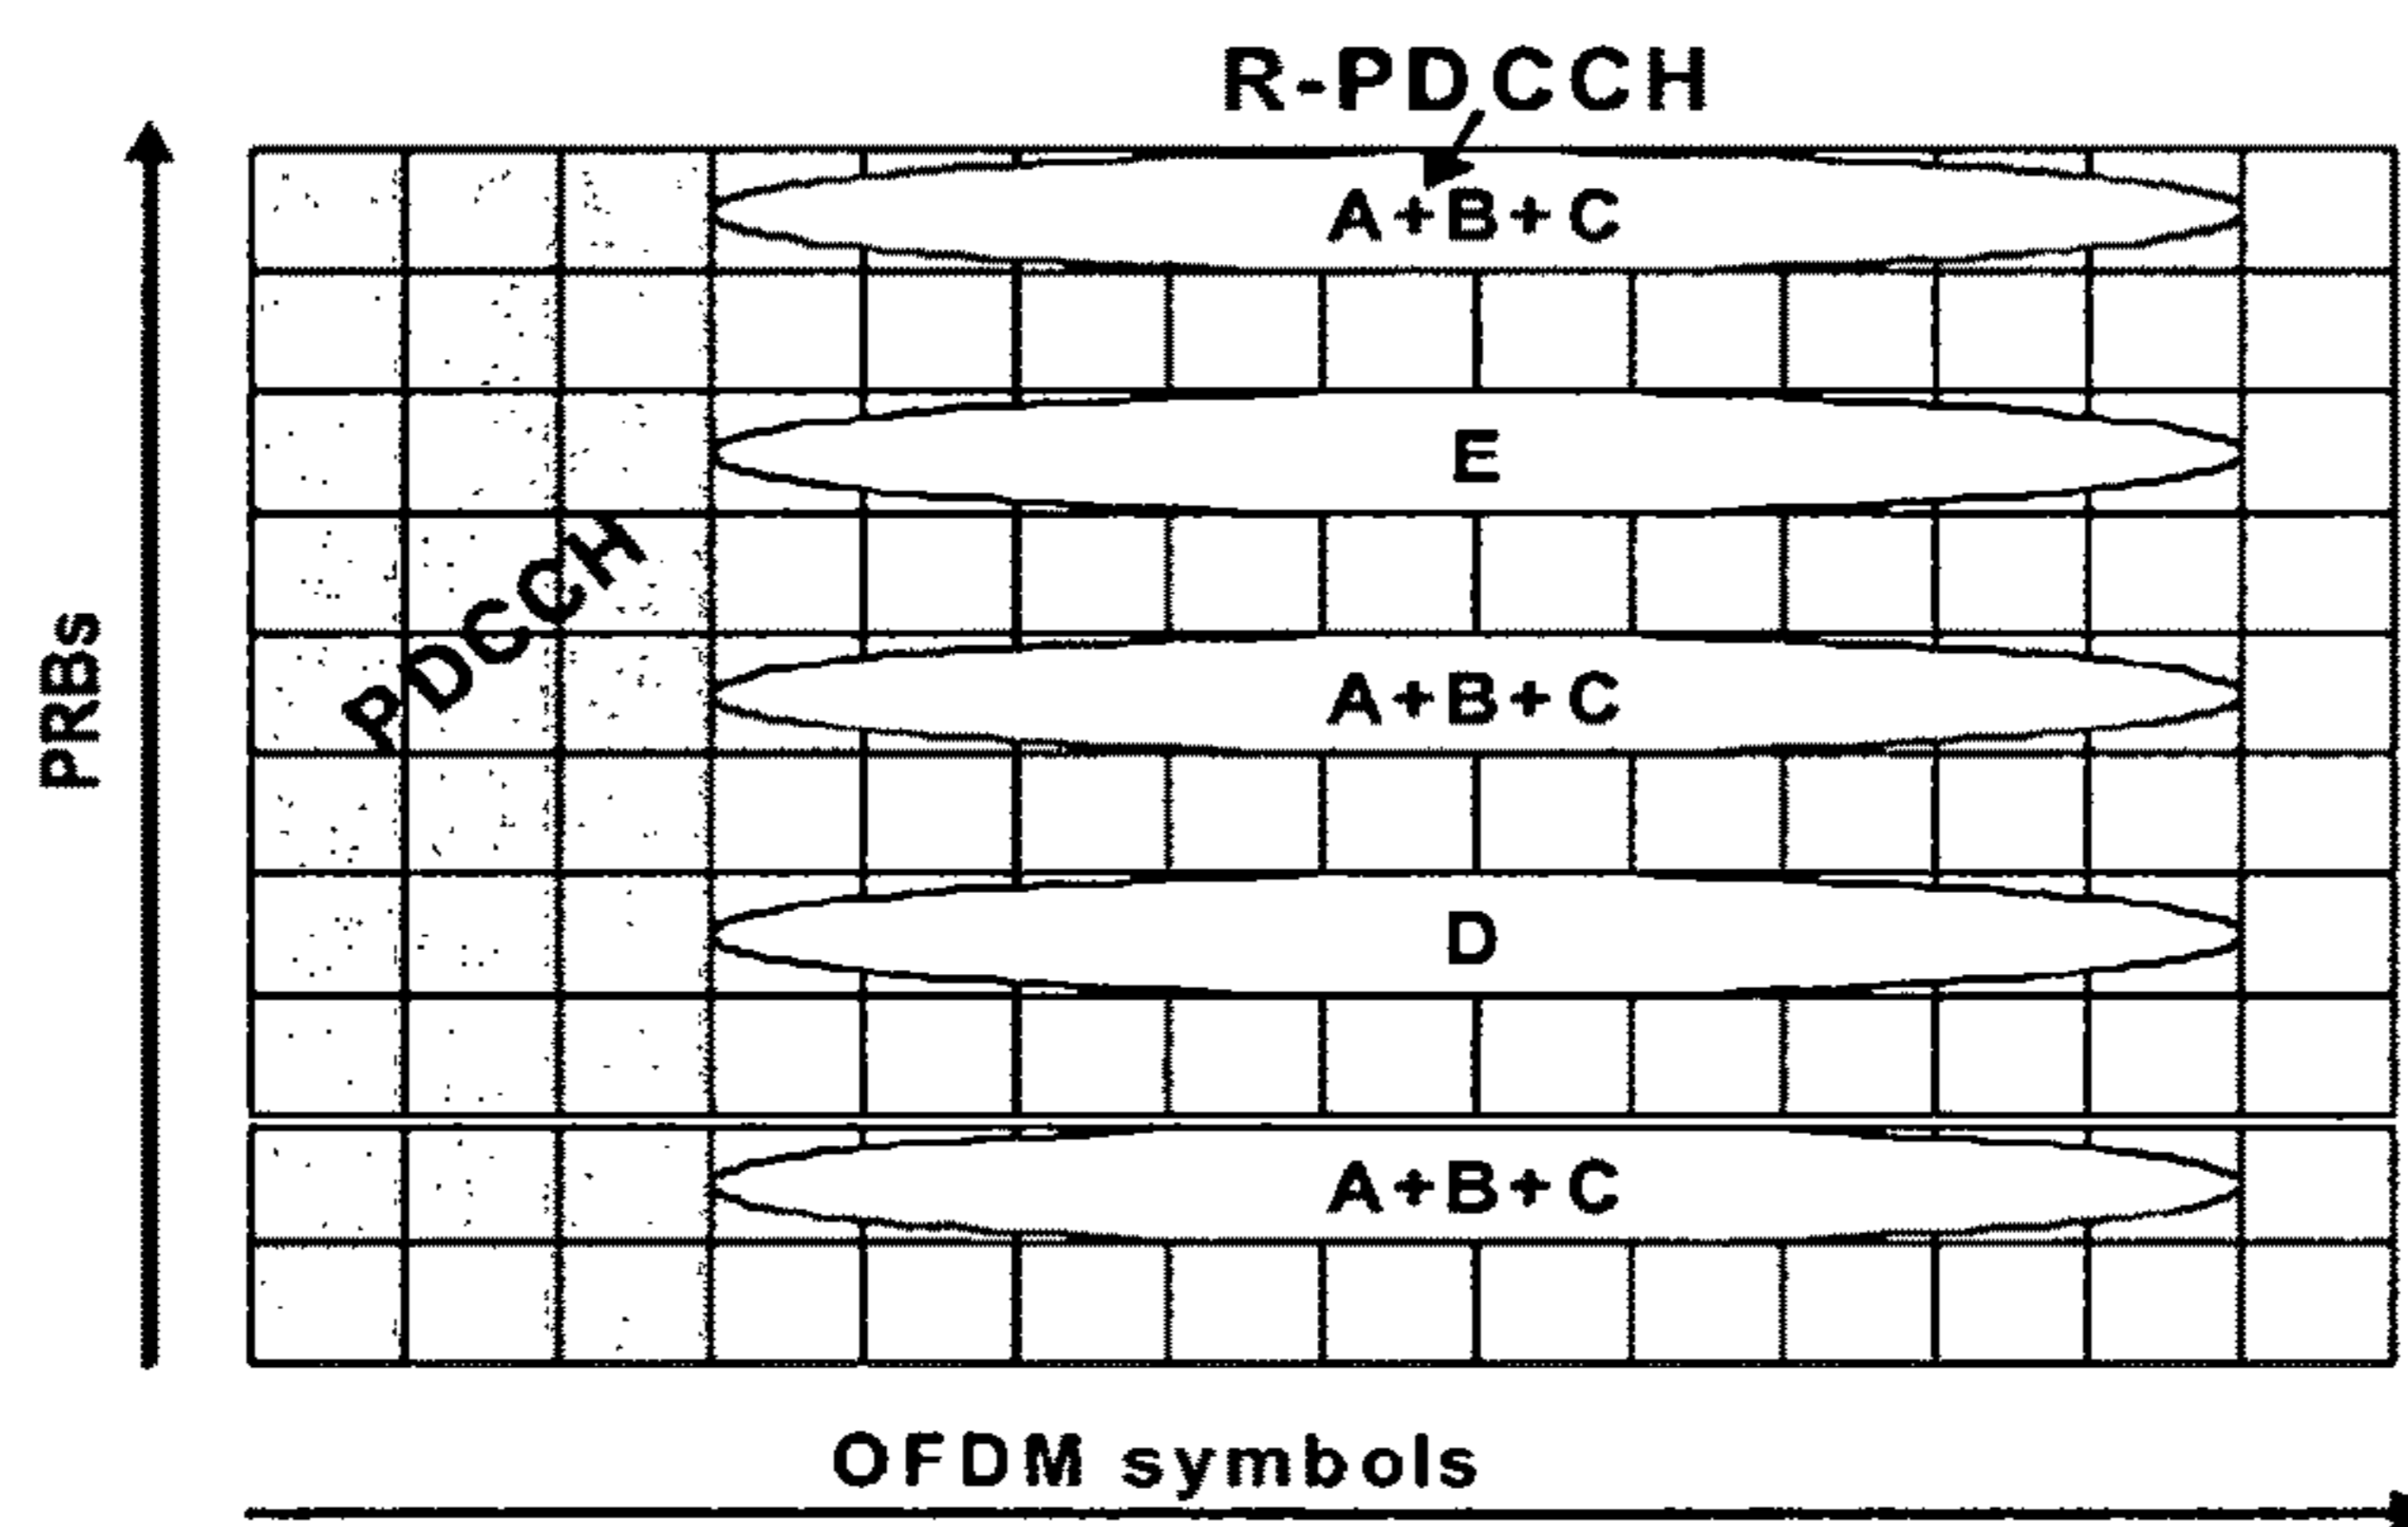 R-PDCCH
A+B+C
E
PDCCH
PRBs
A+B+C
D
A+B+C
OFDM symbols